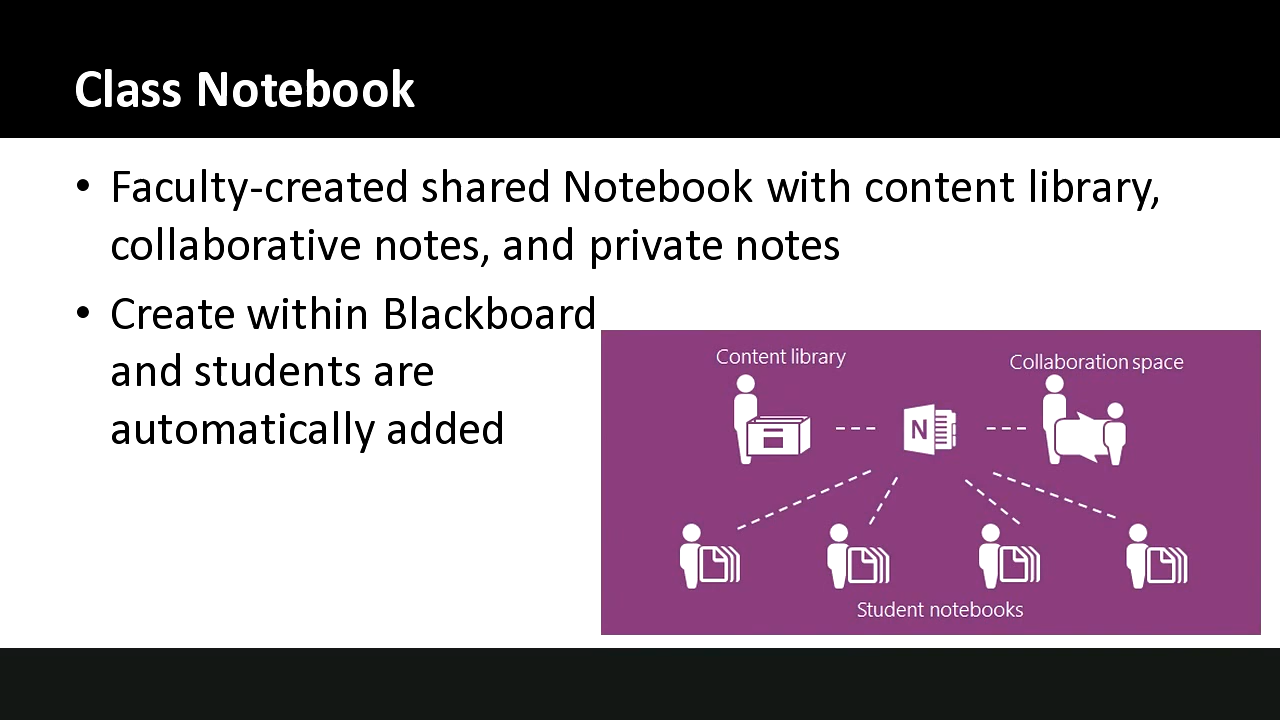 Class Notebook
• Faculty-created shared Notebook with content library,
collaborative notes, and private notes
• Create within Blackboard
and students are
automatically added
Content library
Collaboration space
N
Student notebooks